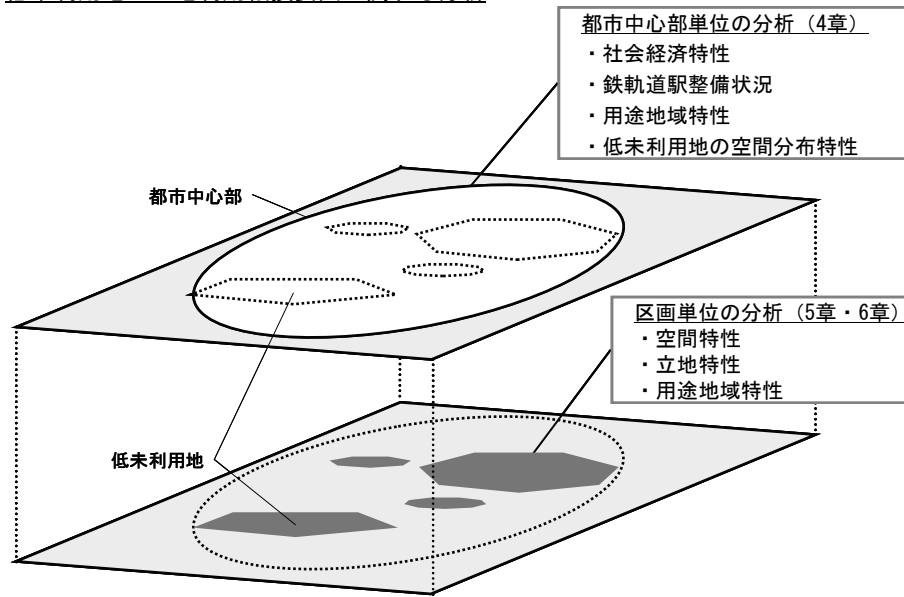 都市中心部単位の分析（4章）
・社会経済特性
・鉄軌道駅整備状況
・用途地域特性
・低未利用地の空間分布特性
都市中心部
区画単位の分析（5章・6章）
・空間特性
・立地特性
・用途地域特性
低未利用地